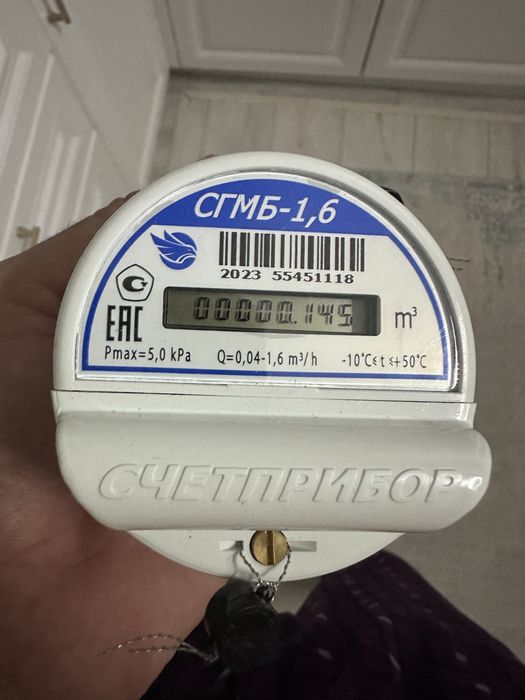 СГМБ-1,6
2023 55451118
00000.145 m³
ЕАС
Pmax=5,0 kPa Q=0,04-1,6 m³/h -10°C≤ t ≤+50°C
СЧЕТПРИБОР